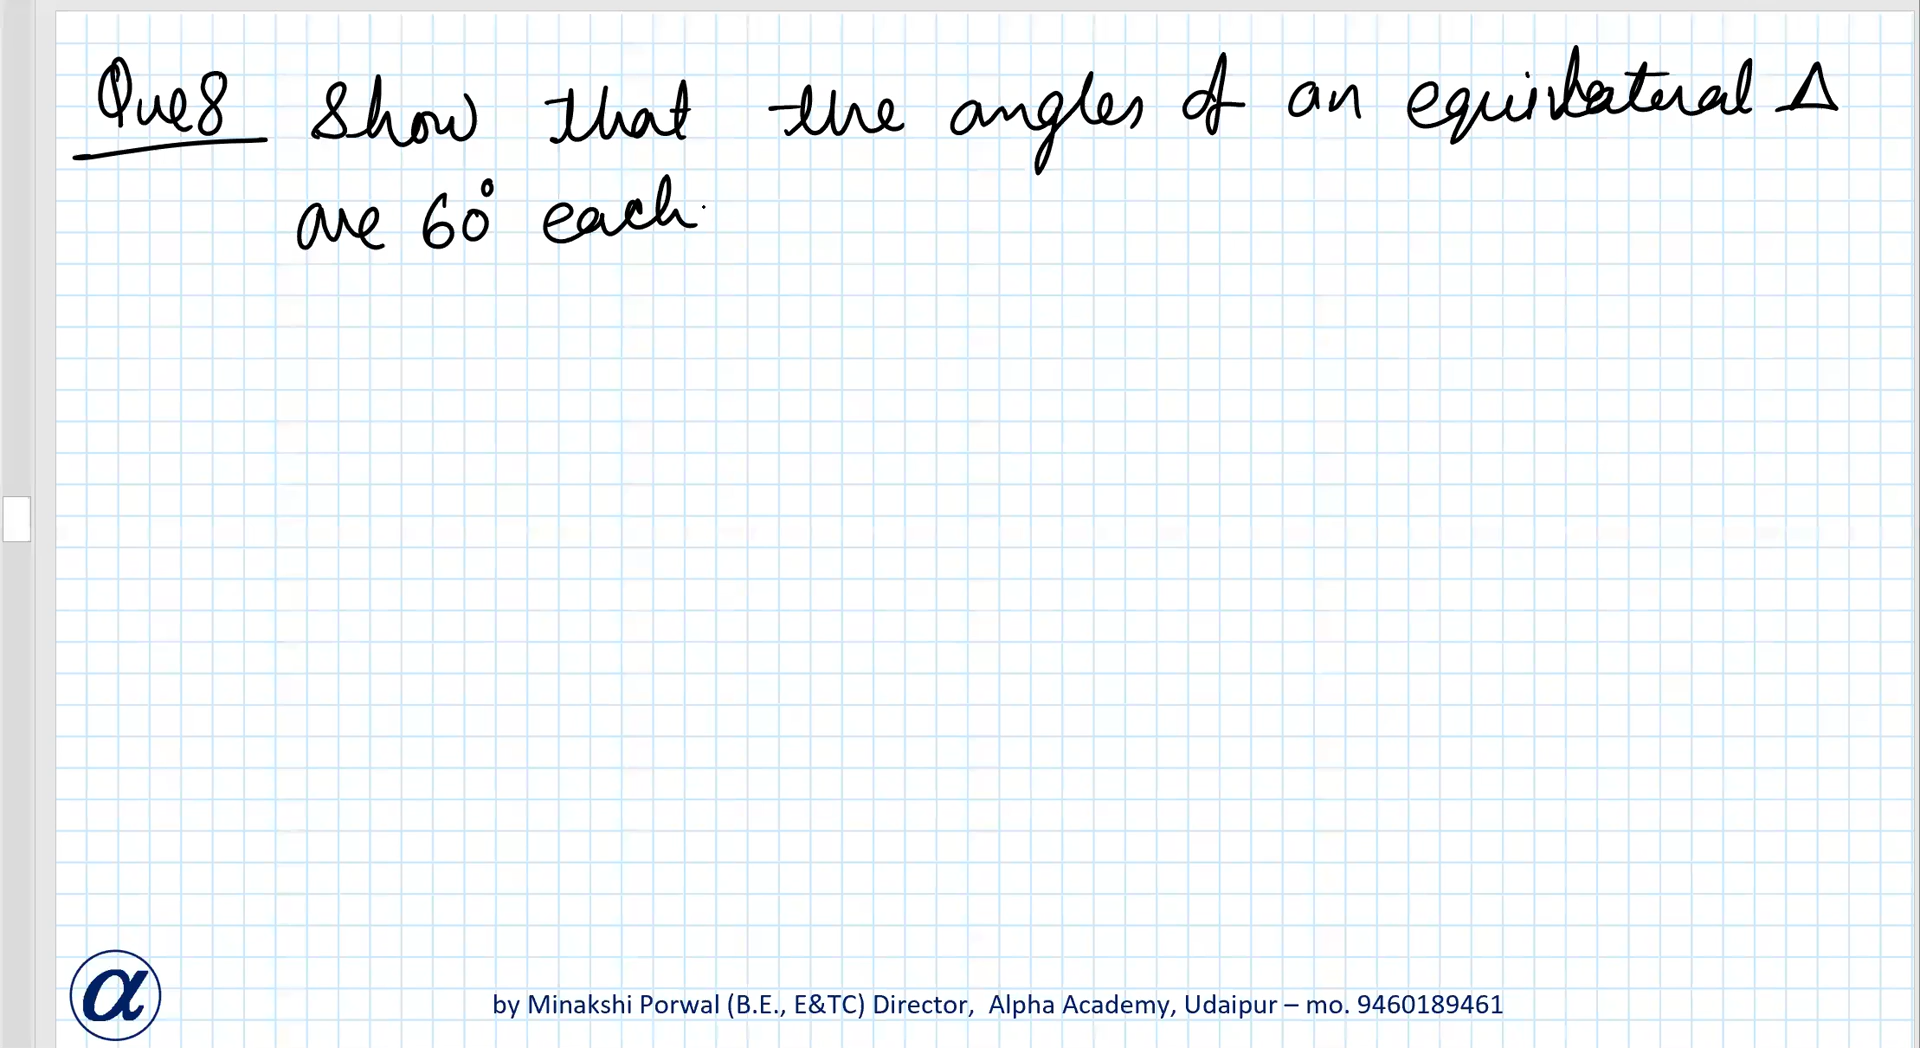 Que8 Show that the angles of an equilateral Δ
are 60° each.
α
by Minakshi Porwal (B.E., E&TC) Director, Alpha Academy, Udaipur – mo. 9460189461